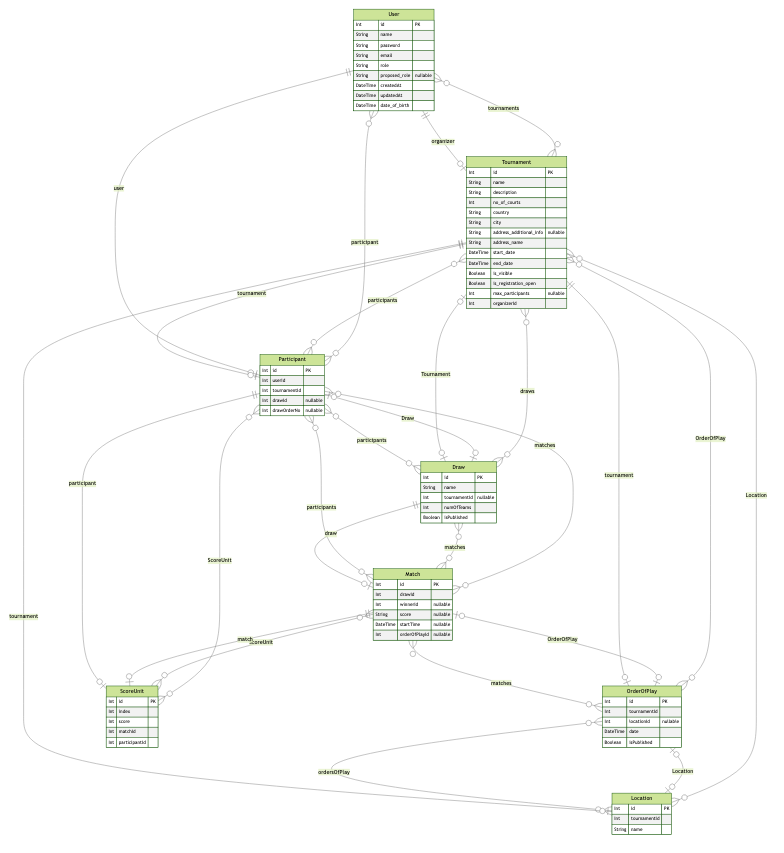 User
Int id PK
String name
String password
String email
String role
String proposed_role nullable
DateTime createdAt
DateTime updatedAt
DateTime date_of_birth
tournaments
organizer
Tournament
Int id PK
String name
String description
Int no_of_courts
String country
String city
String address_additional_info nullable
String address_name
DateTime start_date
DateTime end_date
Boolean is_visible
Boolean is_registration_open
Int max_participants nullable
Int organizerId
user
participant
tournament
participants
Participant
Int id PK
Int userId
Int tournamentId
Int drawId nullable
Int drawOrderNo nullable
Tournament
draws
Draw
participants
matches
OrderOfPlay
tournament
Location
Draw
Int id PK
String name
Int tournamentId nullable
Int numOfTeams
Boolean isPublished
participant
participants
draw
matches
ScoreUnit
Match
Int id PK
Int drawId
Int winnerId nullable
String score nullable
DateTime startTime nullable
Int orderOfPlayId nullable
tournament
match
ScoreUnit
OrderOfPlay
matches
ScoreUnit
Int id PK
Int index
Int score
Int matchId
Int participantId
OrderOfPlay
Int id PK
Int tournamentId
Int locationId nullable
DateTime date
Boolean isPublished
ordersOfPlay
Location
Location
Int id PK
Int tournamentId
String name